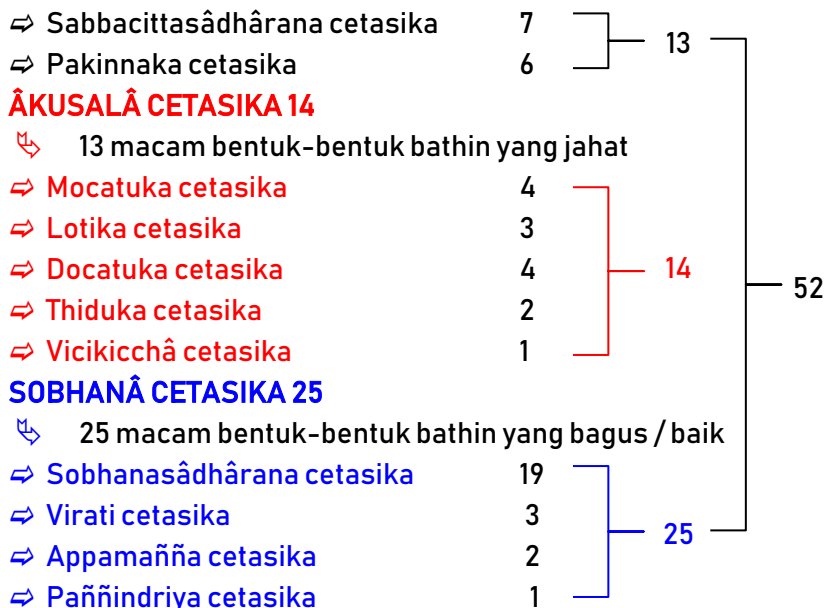 ⇨ Sabbacittasâdhârana cetasika 7
13
⇨ Pakinnaka cetasika 6
ÂKUSALÂ CETASIKA 14
13 macam bentuk-bentuk bathin yang jahat
⇨ Mocatuka cetasika 4
⇨ Lotika cetasika 3
⇨ Docatuka cetasika 4 14
52
⇨ Thiduka cetasika 2
⇨ Vicikicchâ cetasika 1
SOBHANÂ CETASIKA 25
25 macam bentuk-bentuk bathin yang bagus / baik
⇨ Sobhanasâdhârana cetasika 19
⇨ Virati cetasika 3
25
⇨ Appamañña cetasika 2
⇨ Paññindriya cetasika 1